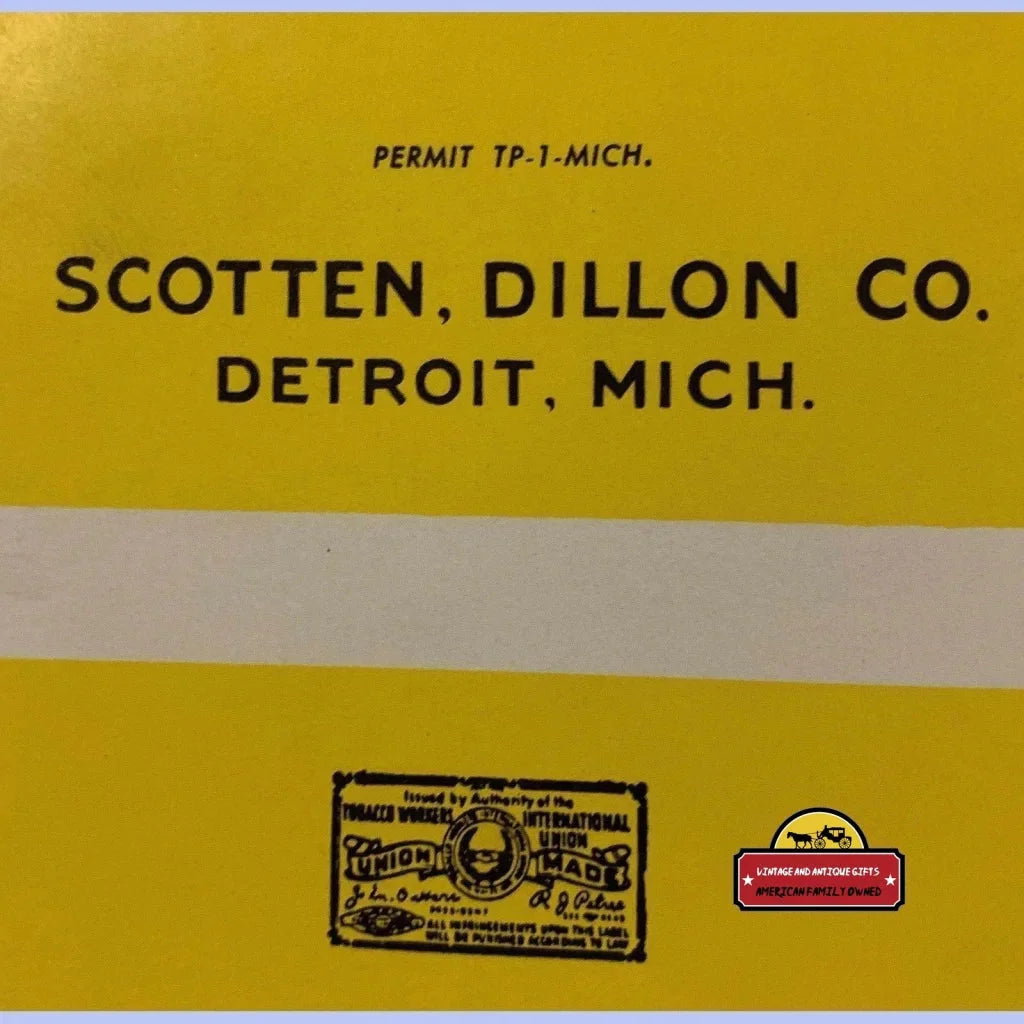 PERMIT TP-1-MICH.
SCOTTEN, DILLON CO.
DETROIT, MICH.
Issued by Authority of the
TOBACCO WORKERS INTERNATIONAL
UNION
UNION MADE
ALL INFRINGEMENTS UPON THIS LABEL
WILL BE PUNISHED ACCORDING TO LAW
VINTAGE AND ANTIQUE GIFTS
AMERICAN FAMILY OWNED